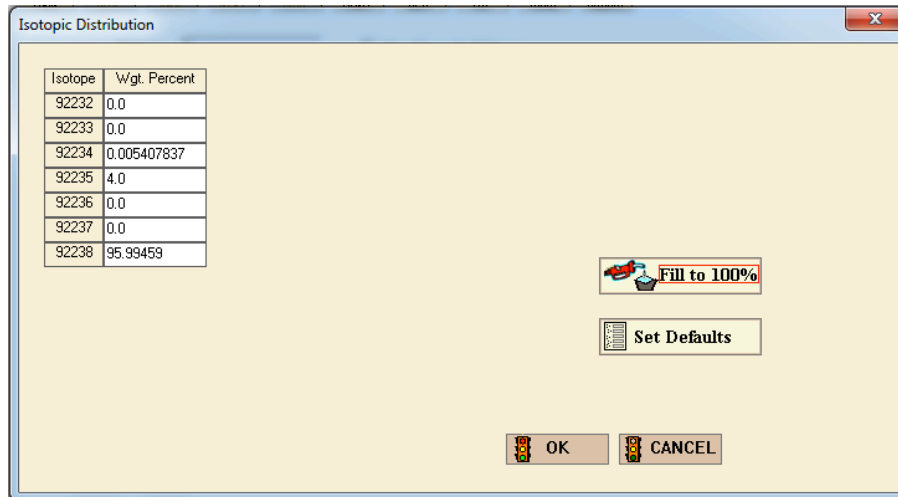 Isotopic Distribution
X
Isotope Wgt. Percent
92232 0.0
92233 0.0
92234 0.005407837
92235 4.0
92236 0.0
92237 0.0
92238 95.99459
Fill to 100%
Set Defaults
OK CANCEL